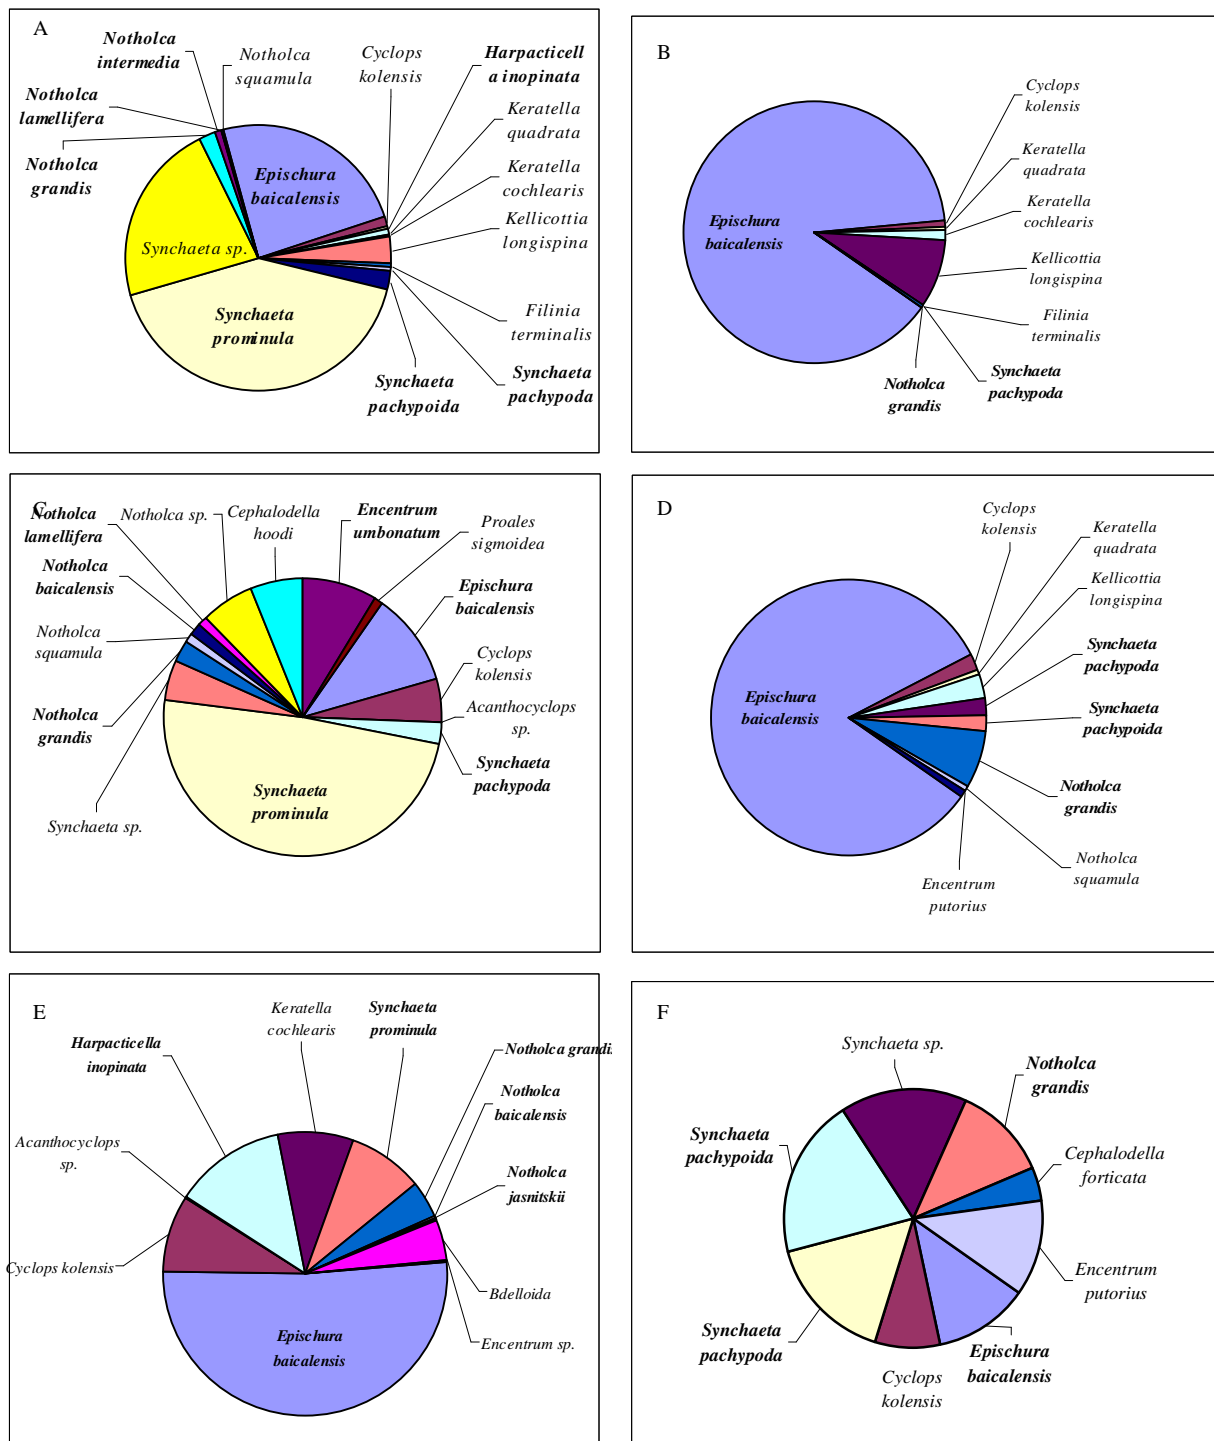 A
Notholca
intermedia
Notholca
squamula
Cyclops
kolensis
Harpacticell
a inopinata
Notholca
lamellifera
Keratella
quadrata
Notholca
grandis
Epischura
baicalensis
Keratella
cochlearis
Kellicottia
longispina
Synchaeta sp.
Synchaeta
prominula
Filinia
terminalis
Synchaeta
pachypoida
Synchaeta
pachypoda
B
Cyclops
kolensis
Keratella
quadrata
Keratella
cochlearis
Epischura
baicalensis
Kellicottia
longispina
Filinia
terminalis
Notholca
grandis
Synchaeta
pachypoda
C
Notholca
lamellifera
Notholca sp.
Cephalodella
hoodi
Encentrum
umbonatum
Proales
sigmoidea
Notholca
baicalensis
Epischura
baicalensis
Notholca
squamula
Cyclops
kolensis
Notholca
grandis
Acanthocyclops
sp.
Synchaeta
pachypoda
Synchaeta
prominula
Synchaeta sp.
D
Cyclops
kolensis
Keratella
quadrata
Kellicottia
longispina
Synchaeta
pachypoda
Epischura
baicalensis
Synchaeta
pachypoida
Notholca
grandis
Notholca
squamula
Encentrum
putorius
E
Keratella
cochlearis
Synchaeta
prominula
Harpacticella
inopinata
Notholca grandi.
Notholca
baicalensis
Acanthocyclops
sp.
Notholca
jasnitskii
Cyclops kolensis
Bdelloida
Encentrum sp.
Epischura
baicalensis
F
Synchaeta sp.
Notholca
grandis
Synchaeta
pachypoida
Cephalodella
forticata
Encentrum
putorius
Synchaeta
pachypoda
Epischura
baicalensis
Cyclops
kolensis